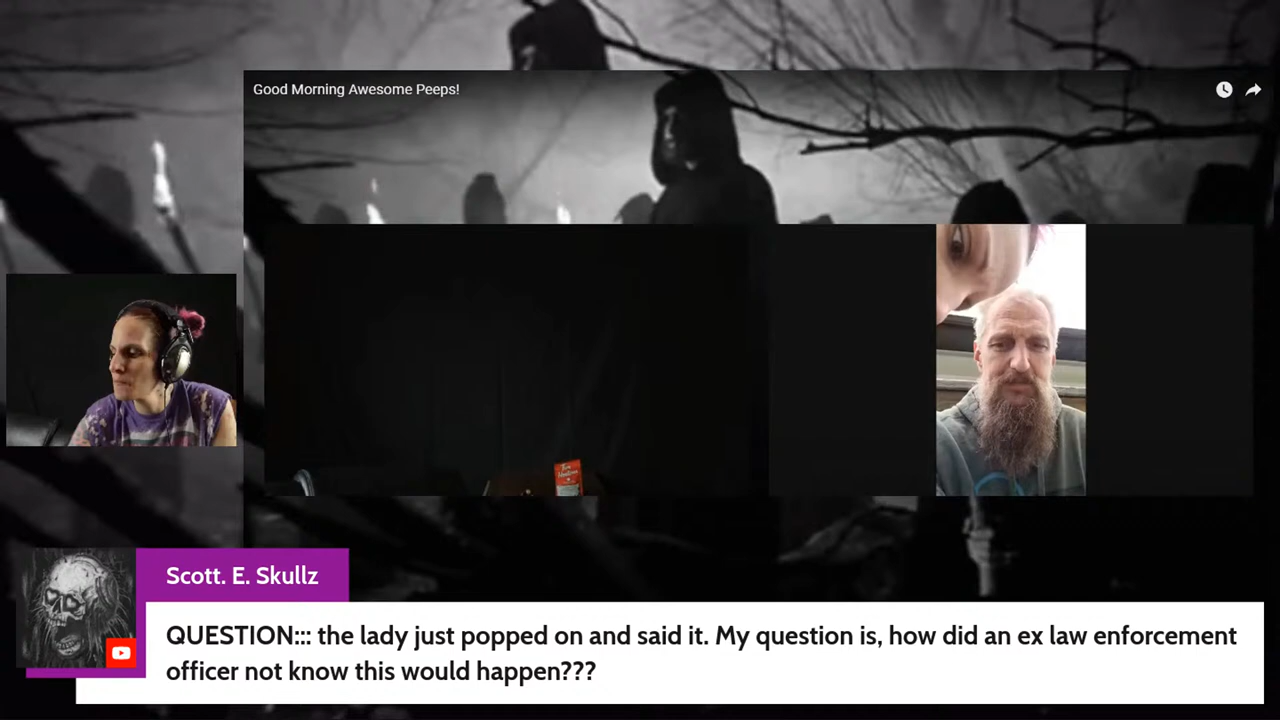 Good Morning Awesome Peeps!
Scott. E. Skullz
QUESTION::: the lady just popped on and said it. My question is, how did an ex law enforcement
officer not know this would happen???